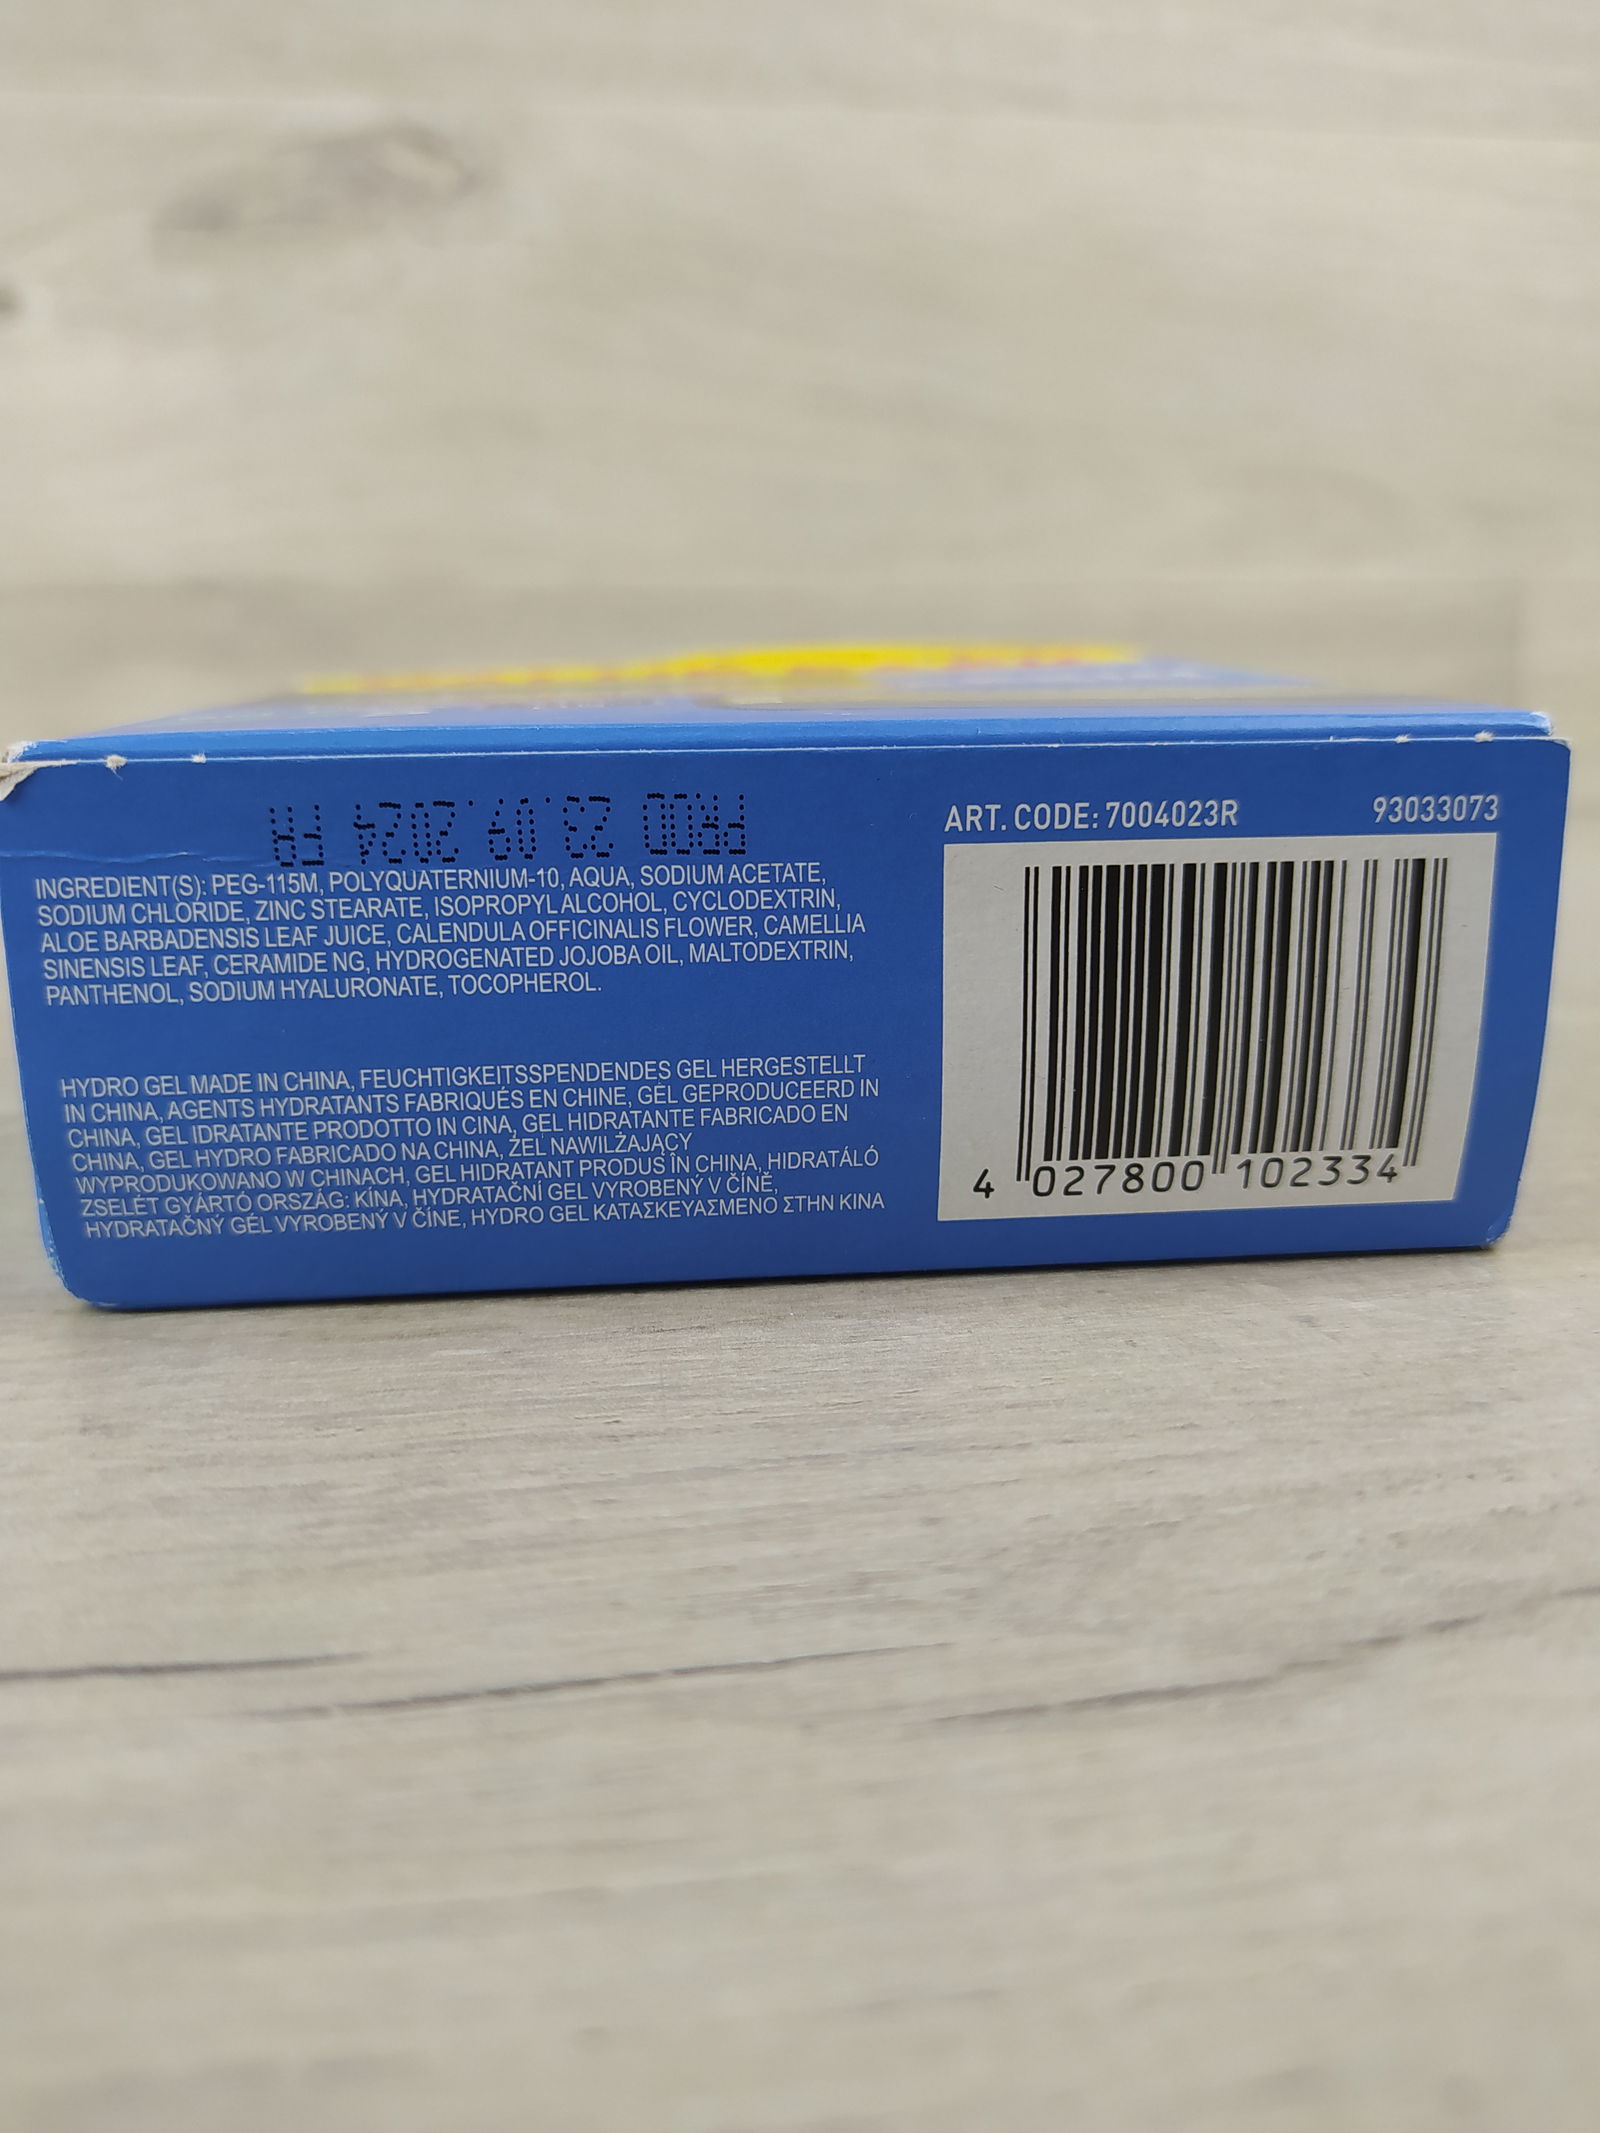 23.09.2024
ART. CODE: 7004023R 93033073
INGREDIENT(S): PEG-115M, POLYQUATERNIUM-10, AQUA, SODIUM ACETATE,
SODIUM CHLORIDE, ZINC STEARATE, ISOPROPYL ALCOHOL, CYCLODEXTRIN,
ALOE BARBADENSIS LEAF JUICE, CALENDULA OFFICINALIS FLOWER, CAMELLIA
SINENSIS LEAF, CERAMIDE NG, HYDROGENATED JOJOBA OIL, MALTODEXTRIN,
PANTHENOL, SODIUM HYALURONATE, TOCOPHEROL.
HYDRO GEL MADE IN CHINA, FEUCHTIGKEITSSPENDENDES GEL HERGESTELLT
IN CHINA, AGENTS HYDRATANTS FABRIQUÉS EN CHINE, GEL GEPRODUCEERD IN
CHINA, GEL IDRATANTE PRODOTTO IN CINA, GEL HIDRATANTE FABRICADO EN
CHINA, GEL HYDRO FABRICADO NA CHINA, ŻEL NAWILŻAJĄCY
WYPRODUKOWANO W CHINACH, GEL HIDRATANT PRODUS ÎN CHINA, HIDRATÁLÓ
ZSELÉT GYÁRTÓ ORSZÁG: KÍNA, HYDRATAČNÍ GEL VYROBENÝ V ČÍNĚ,
HYDRATAČNÝ GÉL VYROBENÝ V ČÍNE, HYDRO GEL ΚΑΤΑΣΚΕΥΑΣΜΕΝΟ ΣΤΗΝ ΚΙΝΑ
4 027800 102334